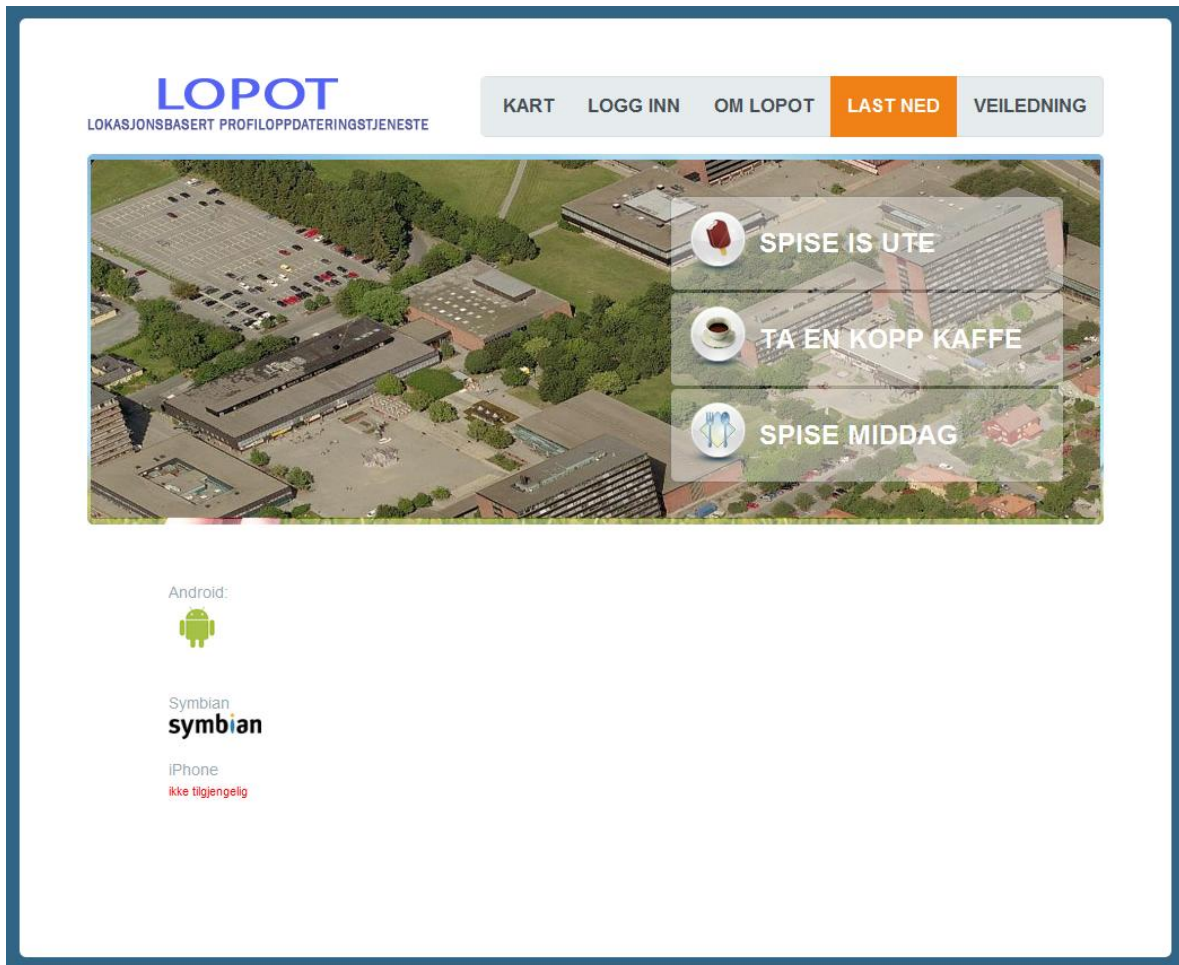 LOPOT
LOKASJONSBASERT PROFILOPPDATERINGSTJENESTE
KART LOGG INN OM LOPOT LAST NED VEILEDNING
SPISE IS UTE
TA EN KOPP KAFFE
SPISE MIDDAG
Android:
Symbian
symbian
iPhone
ikke tilgjengelig